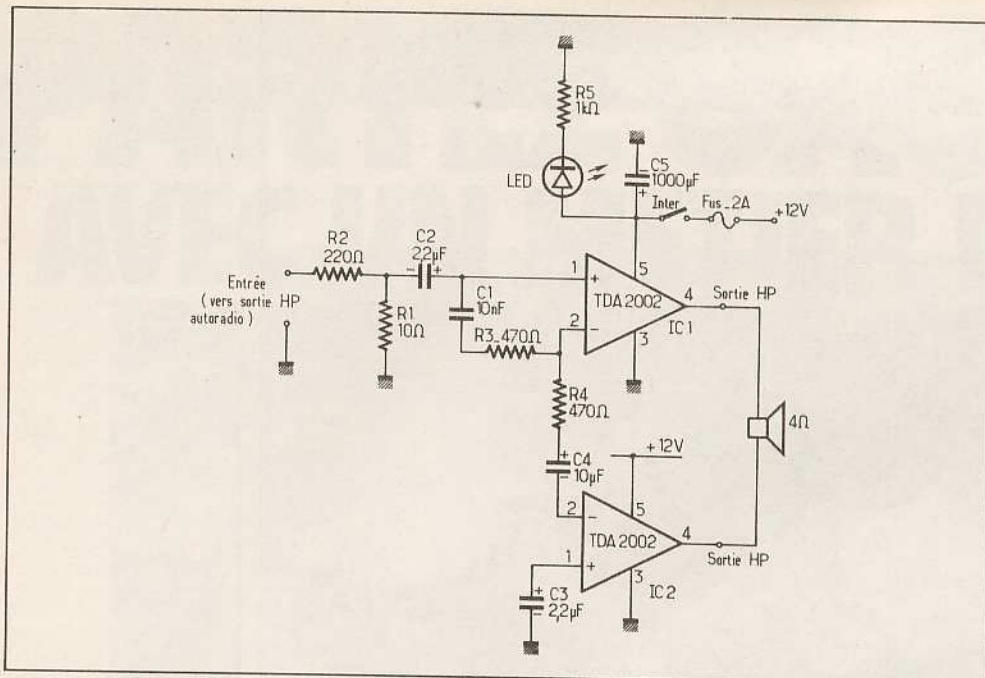 R5
1kΩ
LED
C5
1000µF
Inter
Fus_2A
+12V
R2
220Ω
C2
2,2µF
Entrée
(vers sortie HP
autoradio)
R1
10Ω
C1
10nF
R3_470Ω
1
+
2
−
TDA 2002
5
4
3
IC1
Sortie HP
R4
470Ω
4Ω
C4
10µF
+12V
2
−
1
+
TDA 2002
5
4
3
IC2
Sortie HP
C3
2,2µF